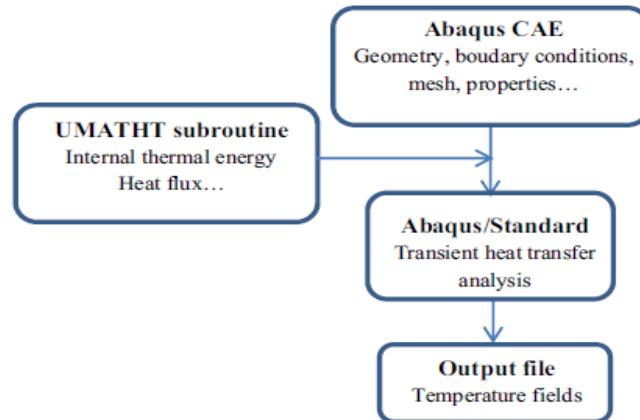 Abaqus CAE
Geometry, boudary conditions,
mesh, properties…
UMATHT subroutine
Internal thermal energy
Heat flux…
Abaqus/Standard
Transient heat transfer
analysis
Output file
Temperature fields